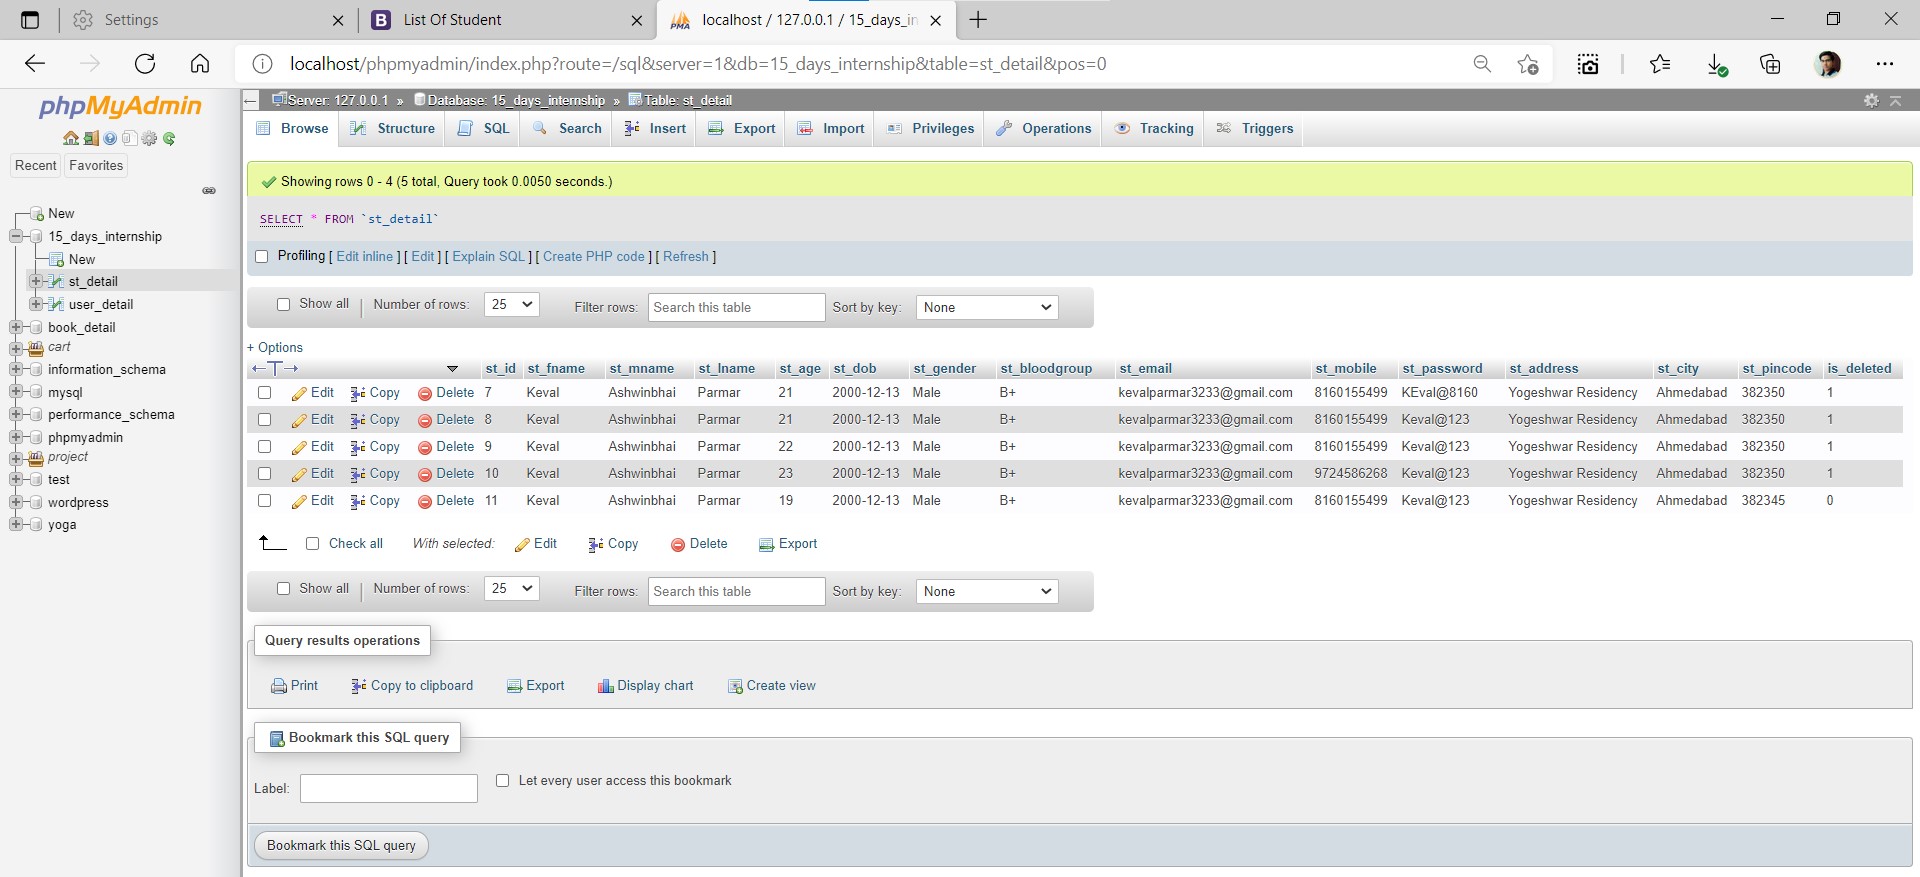 Settings
List Of Student
localhost / 127.0.0.1 / 15_days_in
localhost/phpmyadmin/index.php?route=/sql&server=1&db=15_days_internship&table=st_detail&pos=0
phpMyAdmin
Recent Favorites
New
15_days_internship
New
st_detail
user_detail
book_detail
cart
information_schema
mysql
performance_schema
phpmyadmin
project
test
wordpress
yoga
Server: 127.0.0.1 » Database: 15_days_internship » Table: st_detail
Browse Structure SQL Search Insert Export Import Privileges Operations Tracking Triggers
Showing rows 0 - 4 (5 total, Query took 0.0050 seconds.)
SELECT * FROM `st_detail`
Profiling [ Edit inline ] [ Edit ] [ Explain SQL ] [ Create PHP code ] [ Refresh ]
Show all Number of rows: 25 Filter rows: Search this table Sort by key: None
+ Options
st_id st_fname st_mname st_lname st_age st_dob st_gender st_bloodgroup st_email st_mobile st_password st_address st_city st_pincode is_deleted
Edit Copy Delete 7 Keval Ashwinbhai Parmar 21 2000-12-13 Male B+ kevalparmar3233@gmail.com 8160155499 KEval@8160 Yogeshwar Residency Ahmedabad 382350 1
Edit Copy Delete 8 Keval Ashwinbhai Parmar 21 2000-12-13 Male B+ kevalparmar3233@gmail.com 8160155499 Keval@123 Yogeshwar Residency Ahmedabad 382350 1
Edit Copy Delete 9 Keval Ashwinbhai Parmar 22 2000-12-13 Male B+ kevalparmar3233@gmail.com 8160155499 Keval@123 Yogeshwar Residency Ahmedabad 382350 1
Edit Copy Delete 10 Keval Ashwinbhai Parmar 23 2000-12-13 Male B+ kevalparmar3233@gmail.com 9724586268 Keval@123 Yogeshwar Residency Ahmedabad 382350 1
Edit Copy Delete 11 Keval Ashwinbhai Parmar 19 2000-12-13 Male B+ kevalparmar3233@gmail.com 8160155499 Keval@123 Yogeshwar Residency Ahmedabad 382345 0
Check all With selected: Edit Copy Delete Export
Show all Number of rows: 25 Filter rows: Search this table Sort by key: None
Query results operations
Print Copy to clipboard Export Display chart Create view
Bookmark this SQL query
Label: Let every user access this bookmark
Bookmark this SQL query